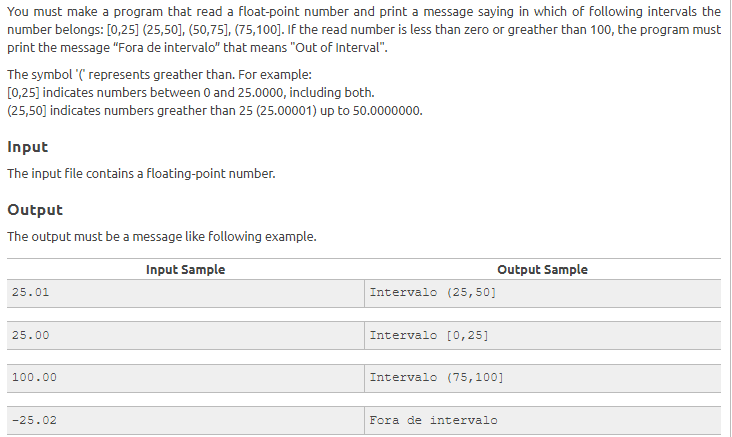 You must make a program that read a float-point number and print a message saying in which of following intervals the
number belongs: [0,25] (25,50], (50,75], (75,100]. If the read number is less than zero or greather than 100, the program must
print the message “Fora de intervalo” that means "Out of Interval".
The symbol '(' represents greather than. For example:
[0,25] indicates numbers between 0 and 25.0000, including both.
(25,50] indicates numbers greather than 25 (25.00001) up to 50.0000000.
Input
The input file contains a floating-point number.
Output
The output must be a message like following example.
Input Sample Output Sample
25.01 Intervalo (25,50]
25.00 Intervalo [0,25]
100.00 Intervalo (75,100]
-25.02 Fora de intervalo